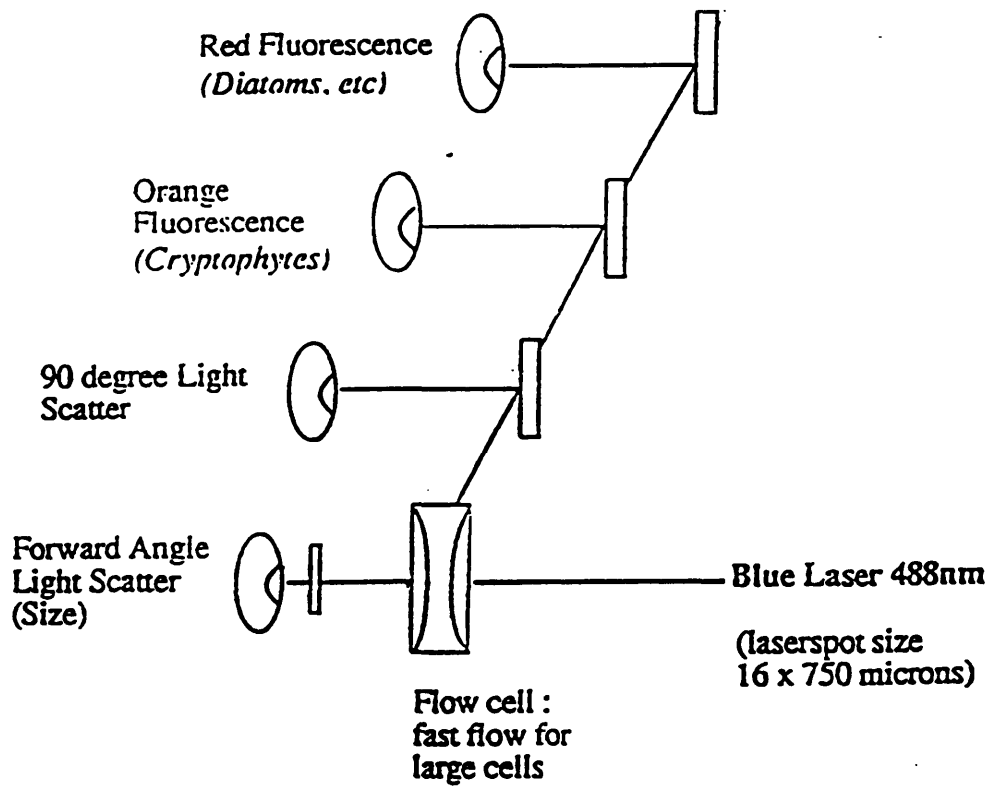 Red Fluorescence
(Diatoms, etc)
Orange
Fluorescence
(Cryptophytes)
90 degree Light
Scatter
Forward Angle
Light Scatter
(Size)
Blue Laser 488nm
(laserspot size
16 x 750 microns)
Flow cell :
fast flow for
large cells